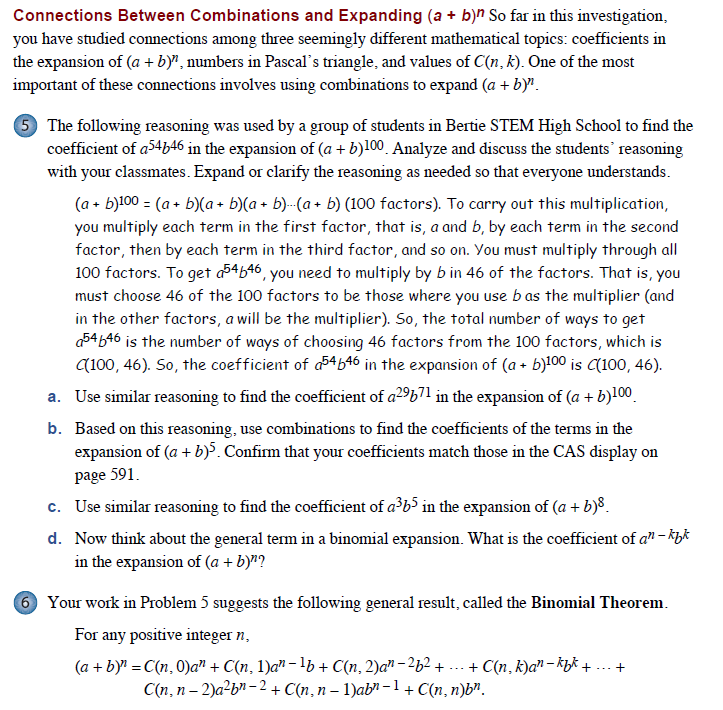 Connections Between Combinations and Expanding (a + b)ⁿ So far in this investigation,
you have studied connections among three seemingly different mathematical topics: coefficients in
the expansion of (a + b)ⁿ, numbers in Pascal's triangle, and values of C(n, k). One of the most
important of these connections involves using combinations to expand (a + b)ⁿ.
5 The following reasoning was used by a group of students in Bertie STEM High School to find the
coefficient of a⁵⁴b⁴⁶ in the expansion of (a + b)¹⁰⁰. Analyze and discuss the students' reasoning
with your classmates. Expand or clarify the reasoning as needed so that everyone understands.
(a + b)¹⁰⁰ = (a + b)(a + b)(a + b)···(a + b) (100 factors). To carry out this multiplication,
you multiply each term in the first factor, that is, a and b, by each term in the second
factor, then by each term in the third factor, and so on. You must multiply through all
100 factors. To get a⁵⁴b⁴⁶, you need to multiply by b in 46 of the factors. That is, you
must choose 46 of the 100 factors to be those where you use b as the multiplier (and
in the other factors, a will be the multiplier). So, the total number of ways to get
a⁵⁴b⁴⁶ is the number of ways of choosing 46 factors from the 100 factors, which is
C(100, 46). So, the coefficient of a⁵⁴b⁴⁶ in the expansion of (a + b)¹⁰⁰ is C(100, 46).
a. Use similar reasoning to find the coefficient of a²⁹b⁷¹ in the expansion of (a + b)¹⁰⁰.
b. Based on this reasoning, use combinations to find the coefficients of the terms in the
expansion of (a + b)⁵. Confirm that your coefficients match those in the CAS display on
page 591.
c. Use similar reasoning to find the coefficient of a³b⁵ in the expansion of (a + b)⁸.
d. Now think about the general term in a binomial expansion. What is the coefficient of aⁿ⁻ᵏbᵏ
in the expansion of (a + b)ⁿ?
6 Your work in Problem 5 suggests the following general result, called the Binomial Theorem.
For any positive integer n,
(a + b)ⁿ = C(n, 0)aⁿ + C(n, 1)aⁿ⁻¹b + C(n, 2)aⁿ⁻²b² + ··· + C(n, k)aⁿ⁻ᵏbᵏ + ··· +
C(n, n – 2)a²bⁿ⁻² + C(n, n – 1)abⁿ⁻¹ + C(n, n)bⁿ.